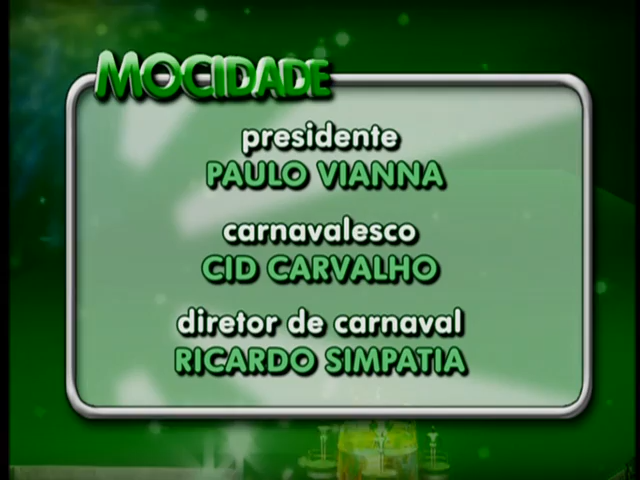 MOCIDADE
presidente
PAULO VIANNA
carnavalesco
CID CARVALHO
diretor de carnaval
RICARDO SIMPATIA